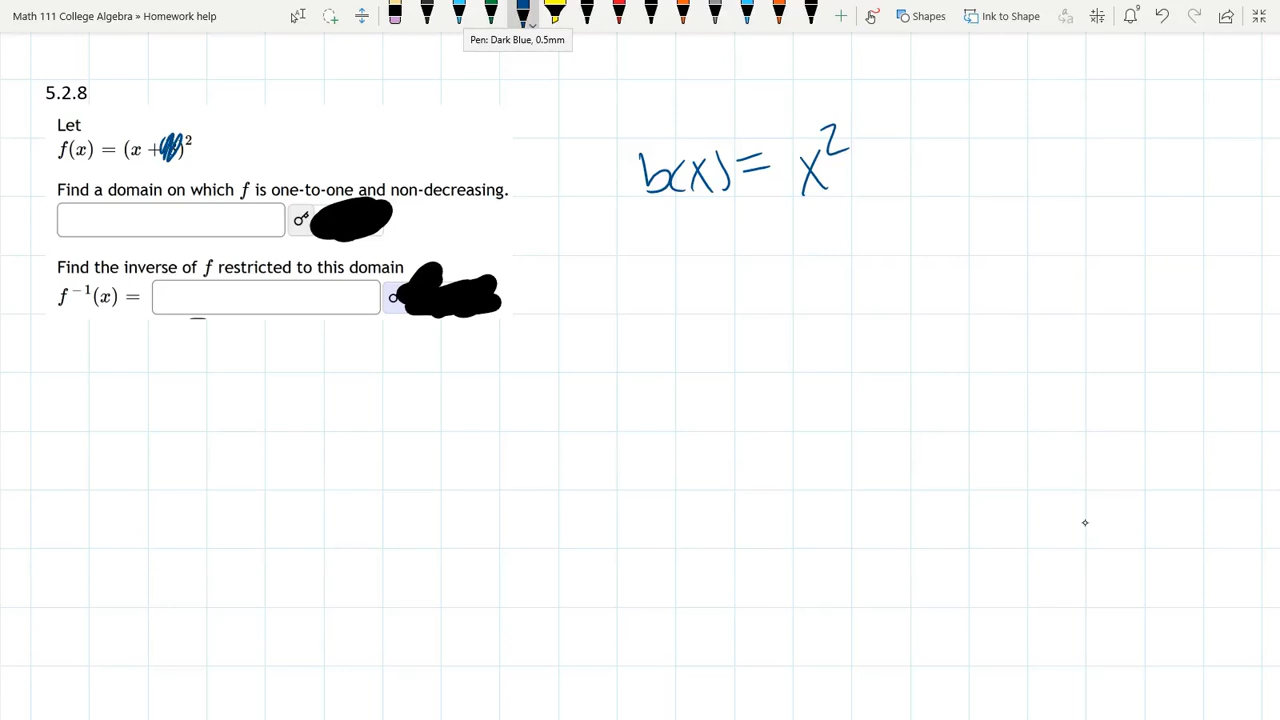 Math 111 College Algebra » Homework help
Shapes
Ink to Shape
Pen: Dark Blue, 0.5mm
5.2.8
Let
f(x) = (x + )²
b(x) = x²
Find a domain on which f is one-to-one and non-decreasing.
Find the inverse of f restricted to this domain
f⁻¹(x) =